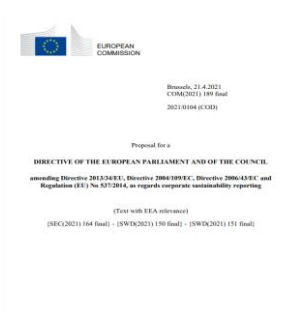 EUROPEAN
COMMISSION
Brussels, 21.4.2021
COM(2021) 189 final
2021/0104 (COD)
Proposal for a
DIRECTIVE OF THE EUROPEAN PARLIAMENT AND OF THE COUNCIL
amending Directive 2013/34/EU, Directive 2004/109/EC, Directive 2006/43/EC and
Regulation (EU) No 537/2014, as regards corporate sustainability reporting
(Text with EEA relevance)
{SEC(2021) 164 final} - {SWD(2021) 150 final} - {SWD(2021) 151 final}